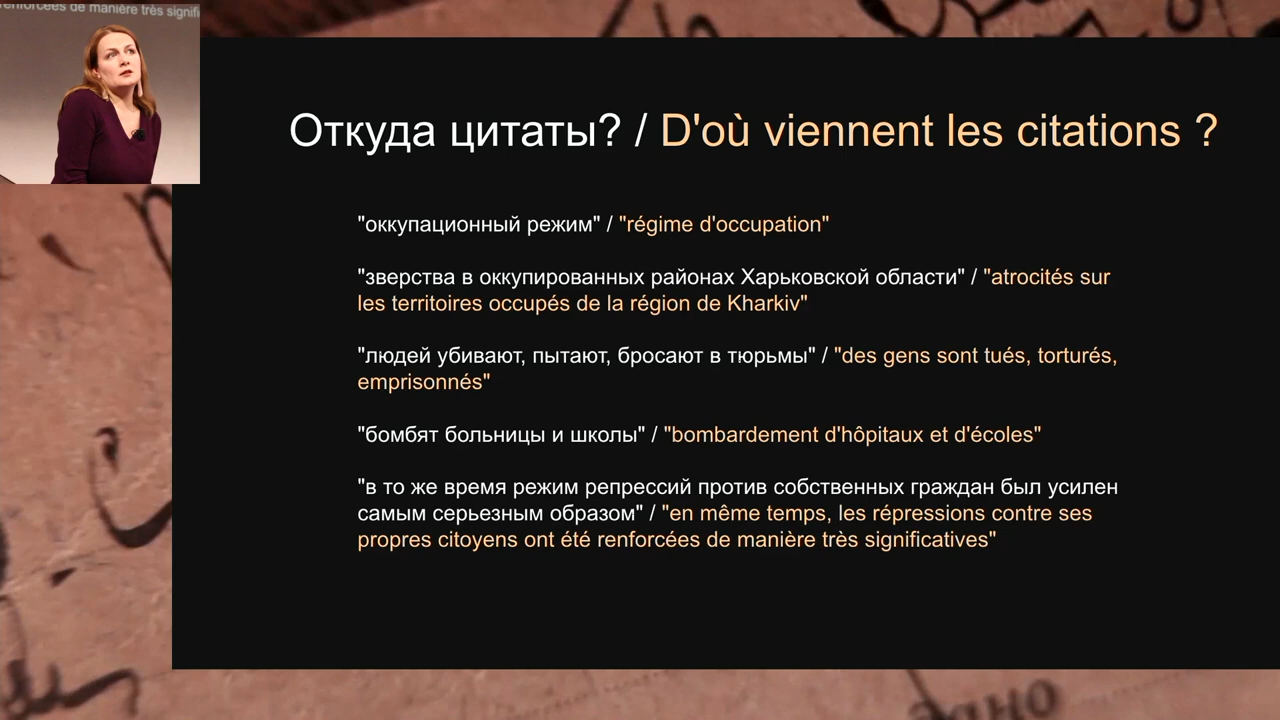 renforcées de manière très signifi
Откуда цитаты? / D'où viennent les citations ?
"оккупационный режим" / "régime d'occupation"
"зверства в оккупированных районах Харьковской области" / "atrocités sur
les territoires occupés de la région de Kharkiv"
"людей убивают, пытают, бросают в тюрьмы" / "des gens sont tués, torturés,
emprisonnés"
"бомбят больницы и школы" / "bombardement d'hôpitaux et d'écoles"
"в то же время режим репрессий против собственных граждан был усилен
самым серьезным образом" / "en même temps, les répressions contre ses
propres citoyens ont été renforcées de manière très significatives"